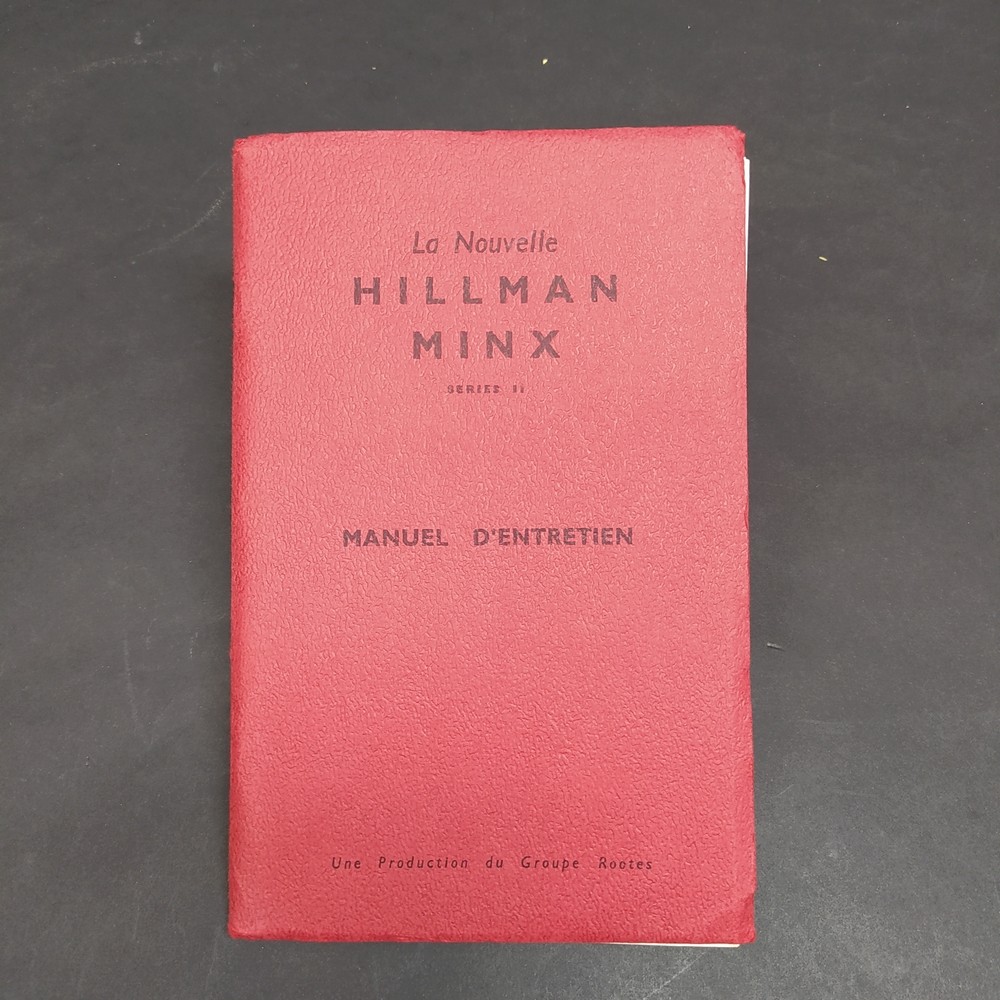 La Nouvelle
HILLMAN
MINX
SERIES II
MANUEL D'ENTRETIEN
Une Production du Groupe Rootes